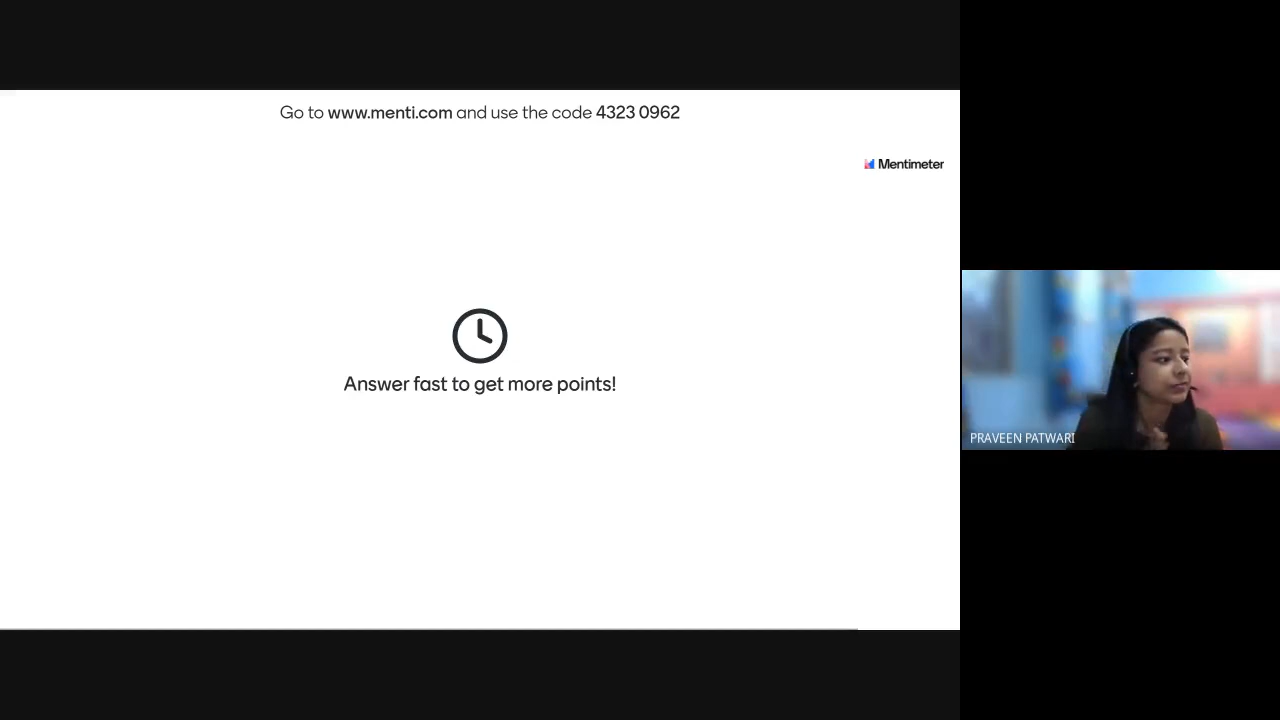 Go to www.menti.com and use the code 4323 0962
Mentimeter
Answer fast to get more points!
PRAVEEN PATWARI